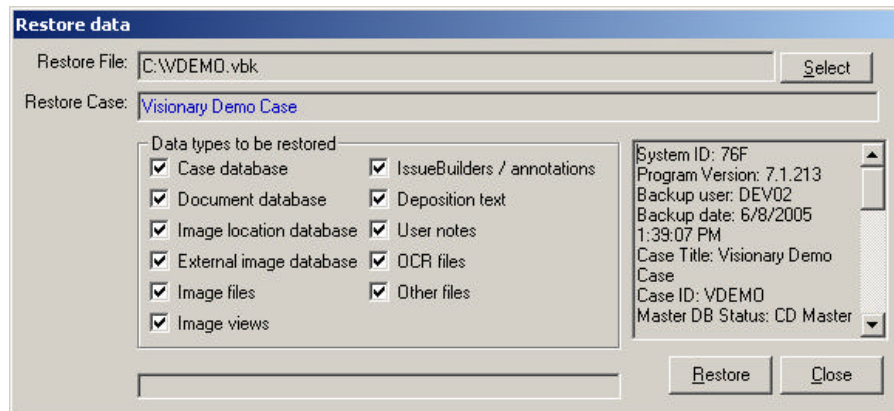 Restore data
Restore File: C:\VDEMO.vbk Select
Restore Case: Visionary Demo Case
Data types to be restored
Case database IssueBuilders / annotations
Document database Deposition text
Image location database User notes
External image database OCR files
Image files Other files
Image views
System ID: 76F
Program Version: 7.1.213
Backup user: DEV02
Backup date: 6/8/2005
1:39:07 PM
Case Title: Visionary Demo
Case
Case ID: VDEMO
Master DB Status: CD Master
Restore Close